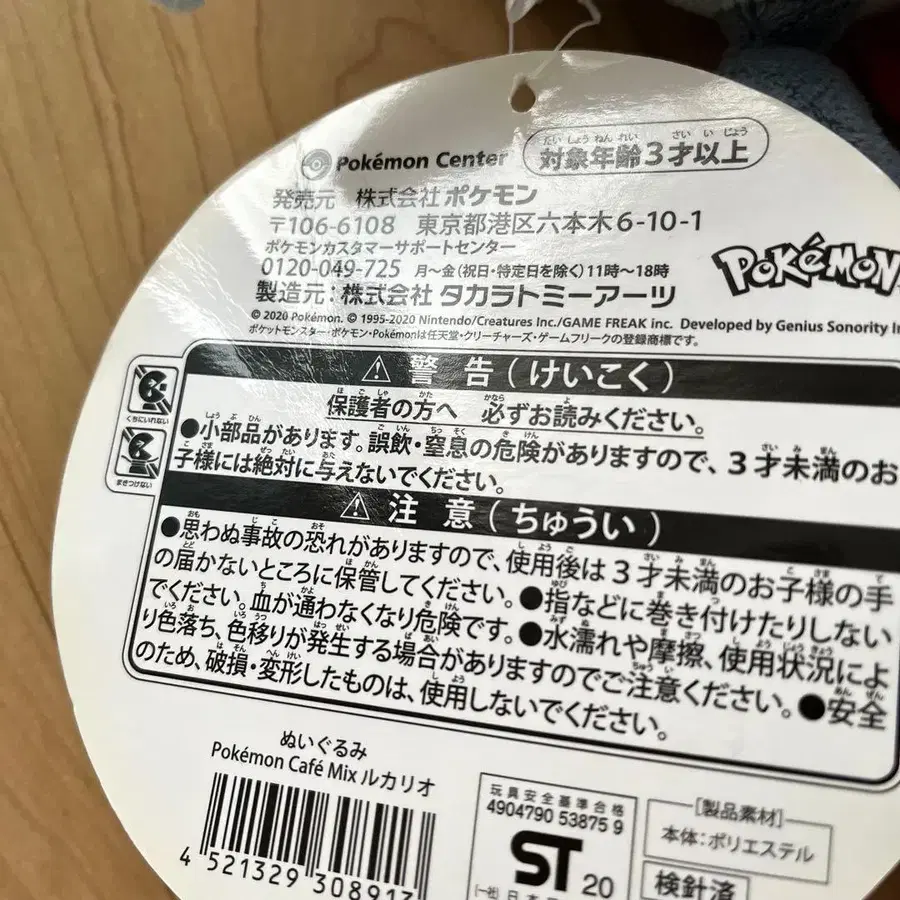 Pokémon Center
対象年齢3才以上
たいしょうねんれい さいいじょう
発売元 株式会社ポケモン
〒106-6108 東京都港区六本木6-10-1
ポケモンカスタマーサポートセンター
0120-049-725 月～金(祝日・特定日を除く)11時～18時
製造元:株式会社 タカラトミーアーツ
POKéMON
© 2020 Pokémon. © 1995-2020 Nintendo/Creatures Inc./GAME FREAK inc. Developed by Genius Sonority
ポケットモンスター・ポケモン・Pokémonは任天堂・クリーチャーズ・ゲームフリークの登録商標です。
くちにいれない
まきつけない
⚠ 警告(けいこく)
保護者の方へ 必ずお読みください。
●小部品があります。誤飲・窒息の危険がありますので、3才未満のお
子様には絶対に与えないでください。
⚠ 注意(ちゅうい)
●思わぬ事故の恐れがありますので、使用後は3才未満のお子様の手
の届かないところに保管してください。●指などに巻き付けたりしない
でください。血が通わなくなり危険です。●水濡れや摩擦、使用状況によ
り色落ち、色移りが発生する場合がありますのでご注意ください。●安全
のため、破損・変形したものは、使用しないでください。
ぬいぐるみ
Pokémon Café Mix ルカリオ
4 521329 308913
玩具安全基準合格
4904790 53875 9
ST 20
(一社)日本
[製品素材]
本体:ポリエステル
検針済